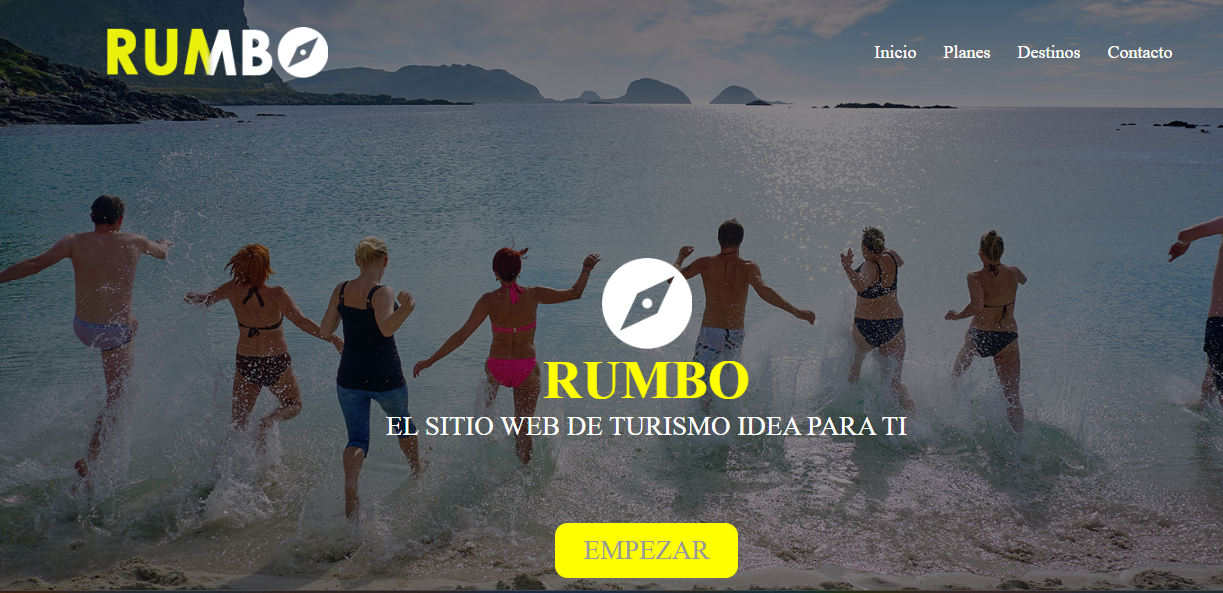 RUMBO
Inicio Planes Destinos Contacto
RUMBO
EL SITIO WEB DE TURISMO IDEA PARA TI
EMPEZAR